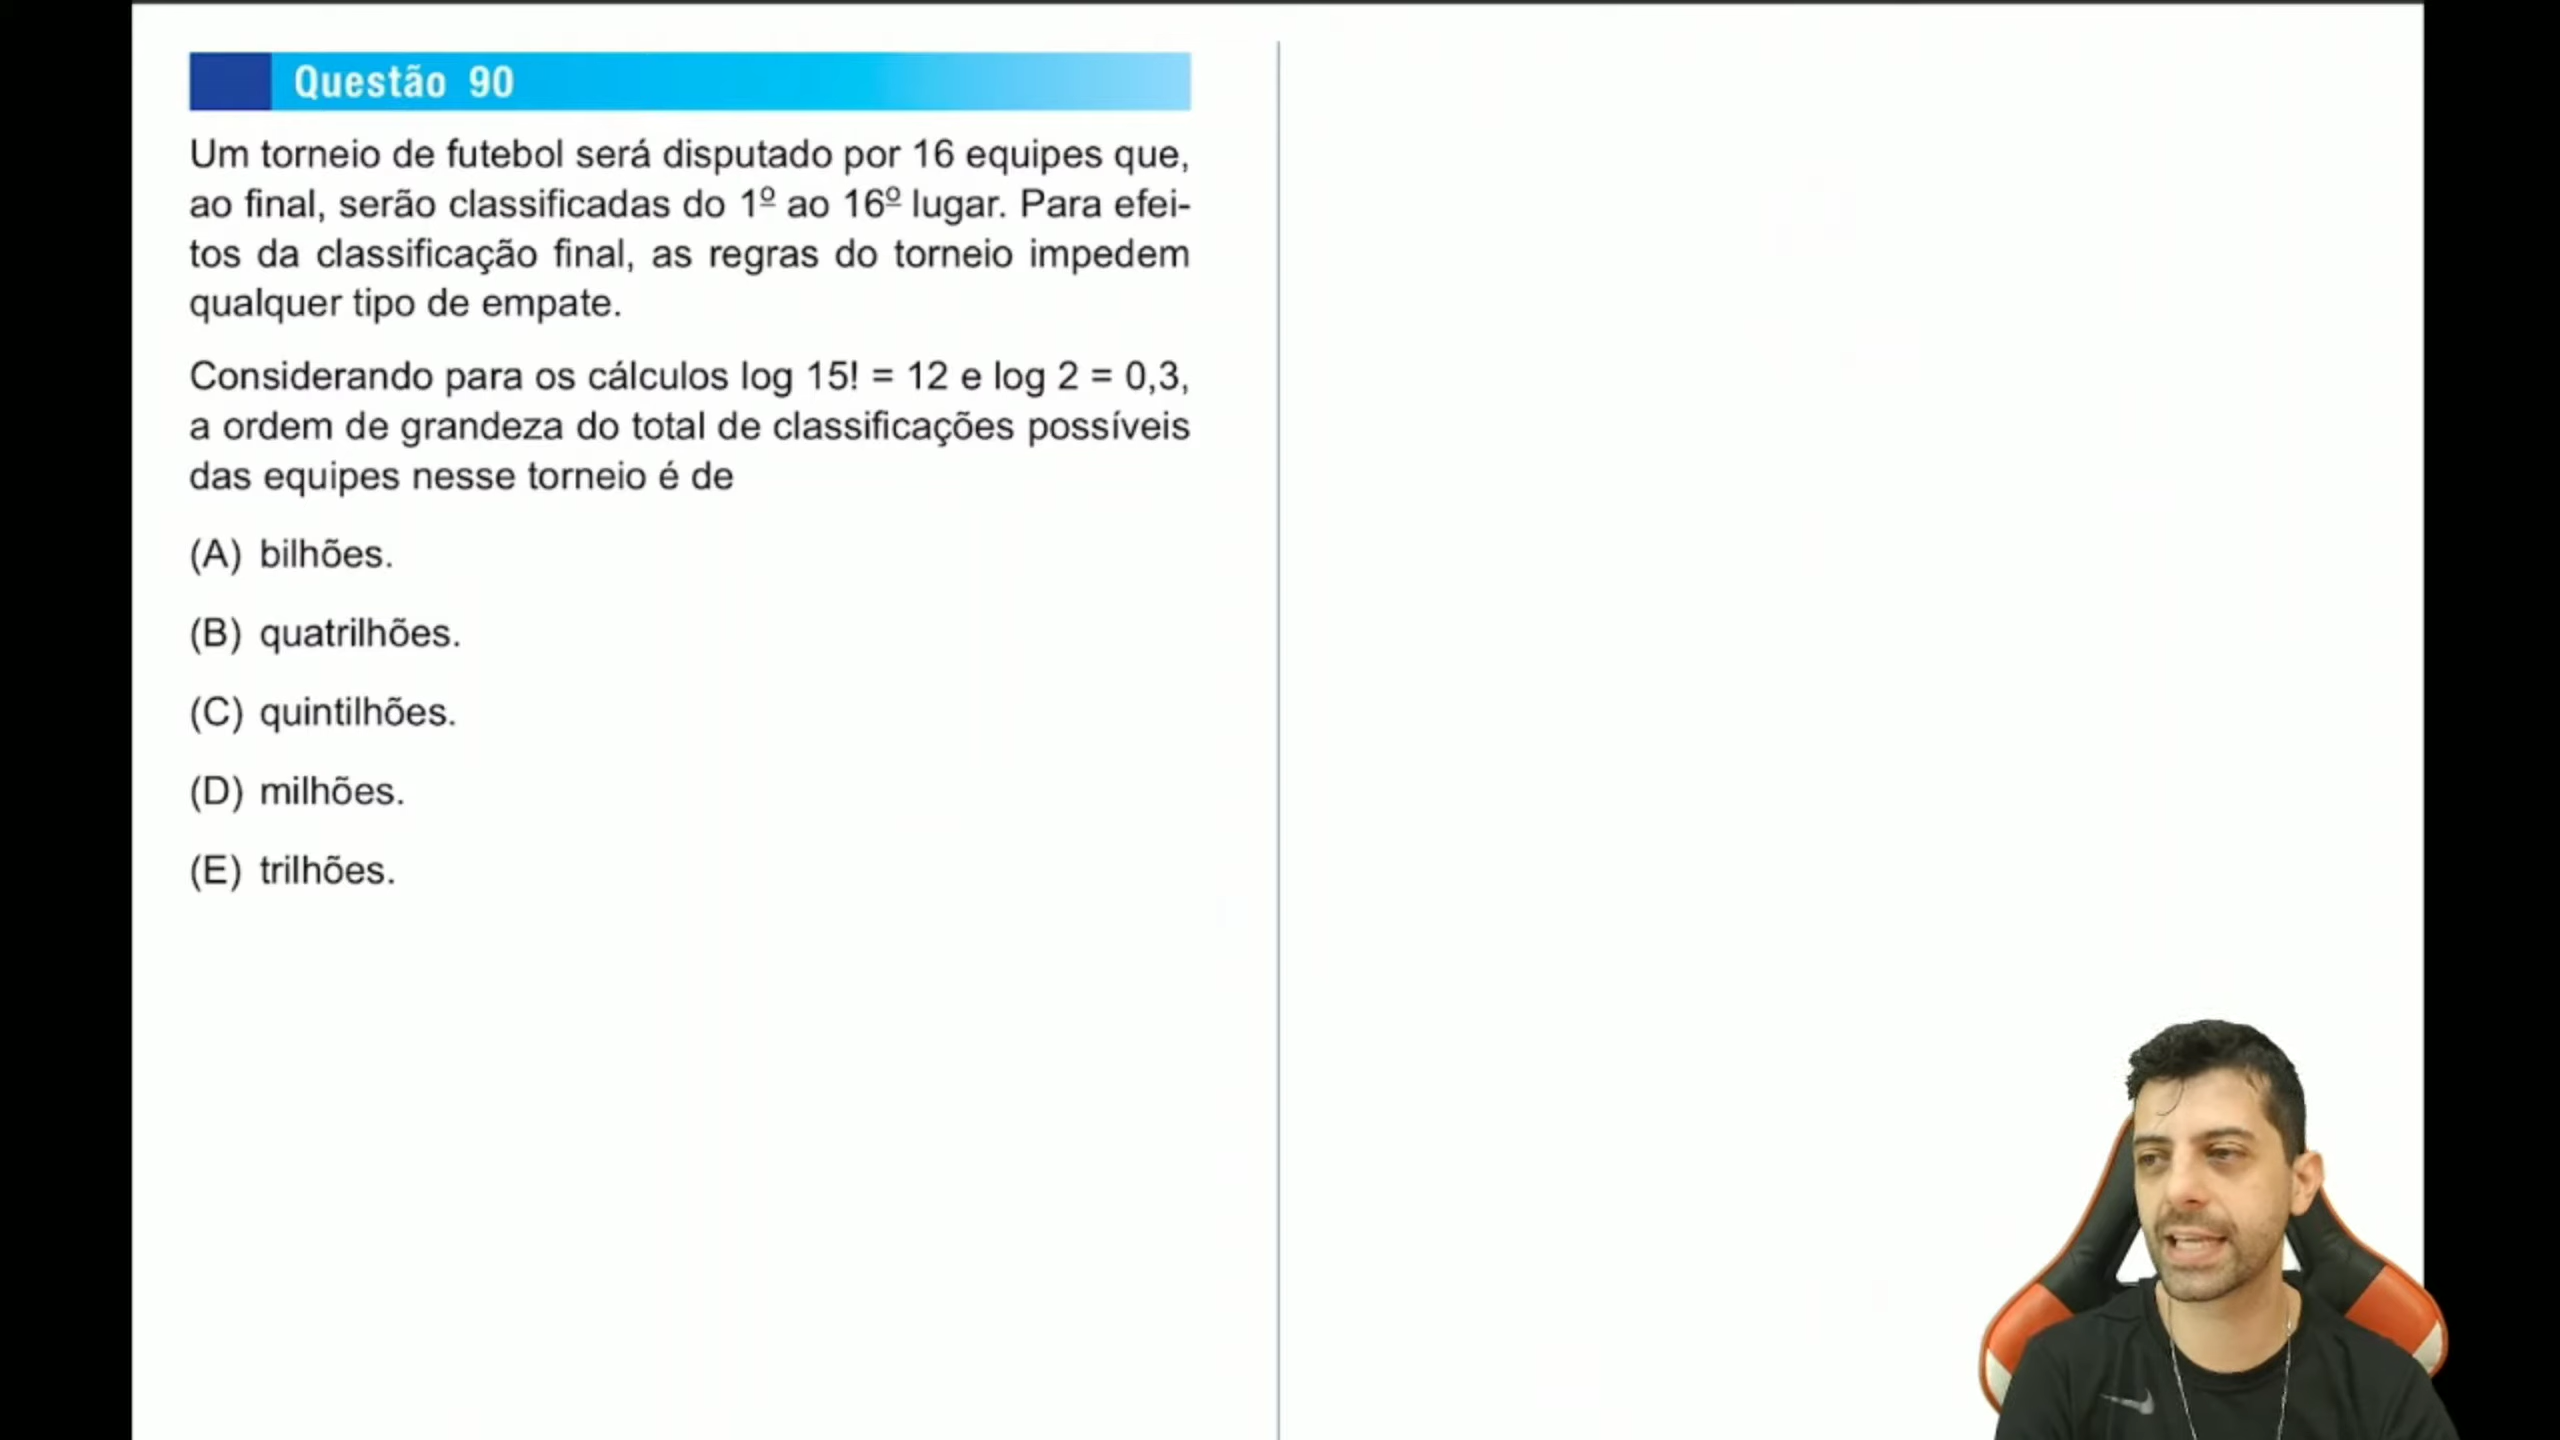 Questão 90
Um torneio de futebol será disputado por 16 equipes que,
ao final, serão classificadas do 1º ao 16º lugar. Para efei-
tos da classificação final, as regras do torneio impedem
qualquer tipo de empate.
Considerando para os cálculos log 15! = 12 e log 2 = 0,3,
a ordem de grandeza do total de classificações possíveis
das equipes nesse torneio é de
(A) bilhões.
(B) quatrilhões.
(C) quintilhões.
(D) milhões.
(E) trilhões.